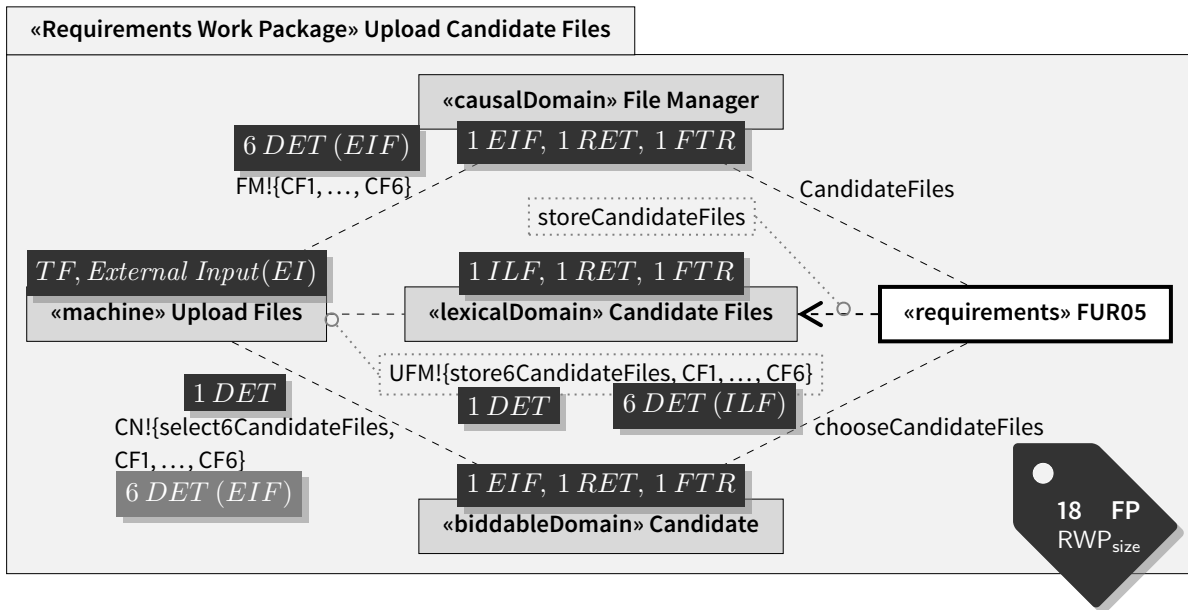 «Requirements Work Package» Upload Candidate Files
«causalDomain» File Manager
6 DET (EIF)
1 EIF, 1 RET, 1 FTR
FM!{CF1, …, CF6}
CandidateFiles
storeCandidateFiles
TF, External Input(EI)
1 ILF, 1 RET, 1 FTR
«machine» Upload Files
«lexicalDomain» Candidate Files
«requirements» FUR05
UFM!{store6CandidateFiles, CF1, …, CF6}
1 DET
1 DET
6 DET (ILF)
CN!{select6CandidateFiles,
CF1, …, CF6}
chooseCandidateFiles
6 DET (EIF)
1 EIF, 1 RET, 1 FTR
«biddableDomain» Candidate
18 FP
RWPsize